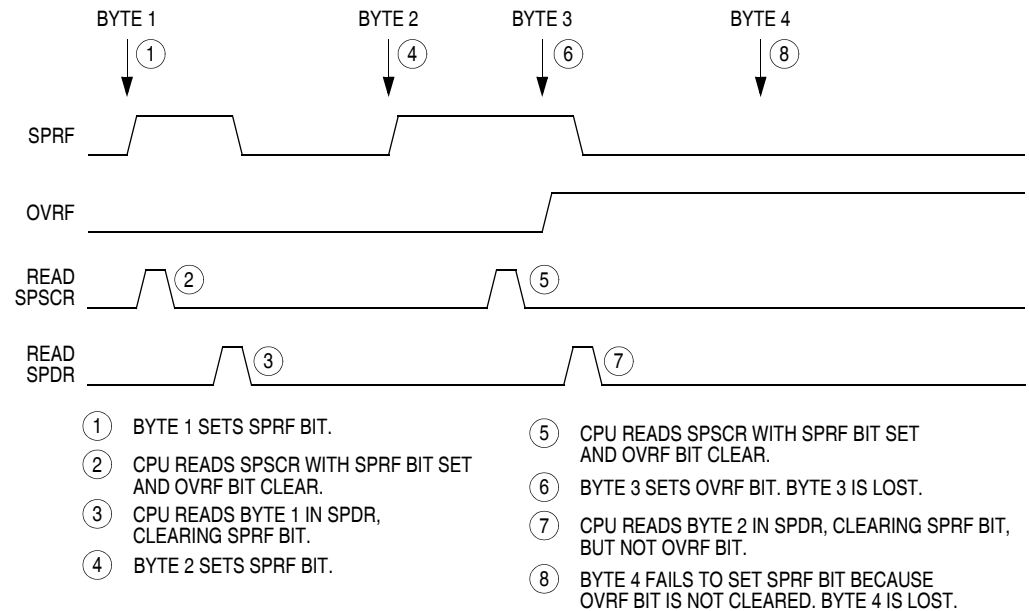 BYTE 1 BYTE 2 BYTE 3 BYTE 4
1 4 6 8
SPRF
OVRF
READ
SPSCR
2 5
READ
SPDR
3 7
1 BYTE 1 SETS SPRF BIT.
2 CPU READS SPSCR WITH SPRF BIT SET
AND OVRF BIT CLEAR.
3 CPU READS BYTE 1 IN SPDR,
CLEARING SPRF BIT.
4 BYTE 2 SETS SPRF BIT.
5 CPU READS SPSCR WITH SPRF BIT SET
AND OVRF BIT CLEAR.
6 BYTE 3 SETS OVRF BIT. BYTE 3 IS LOST.
7 CPU READS BYTE 2 IN SPDR, CLEARING SPRF BIT,
BUT NOT OVRF BIT.
8 BYTE 4 FAILS TO SET SPRF BIT BECAUSE
OVRF BIT IS NOT CLEARED. BYTE 4 IS LOST.